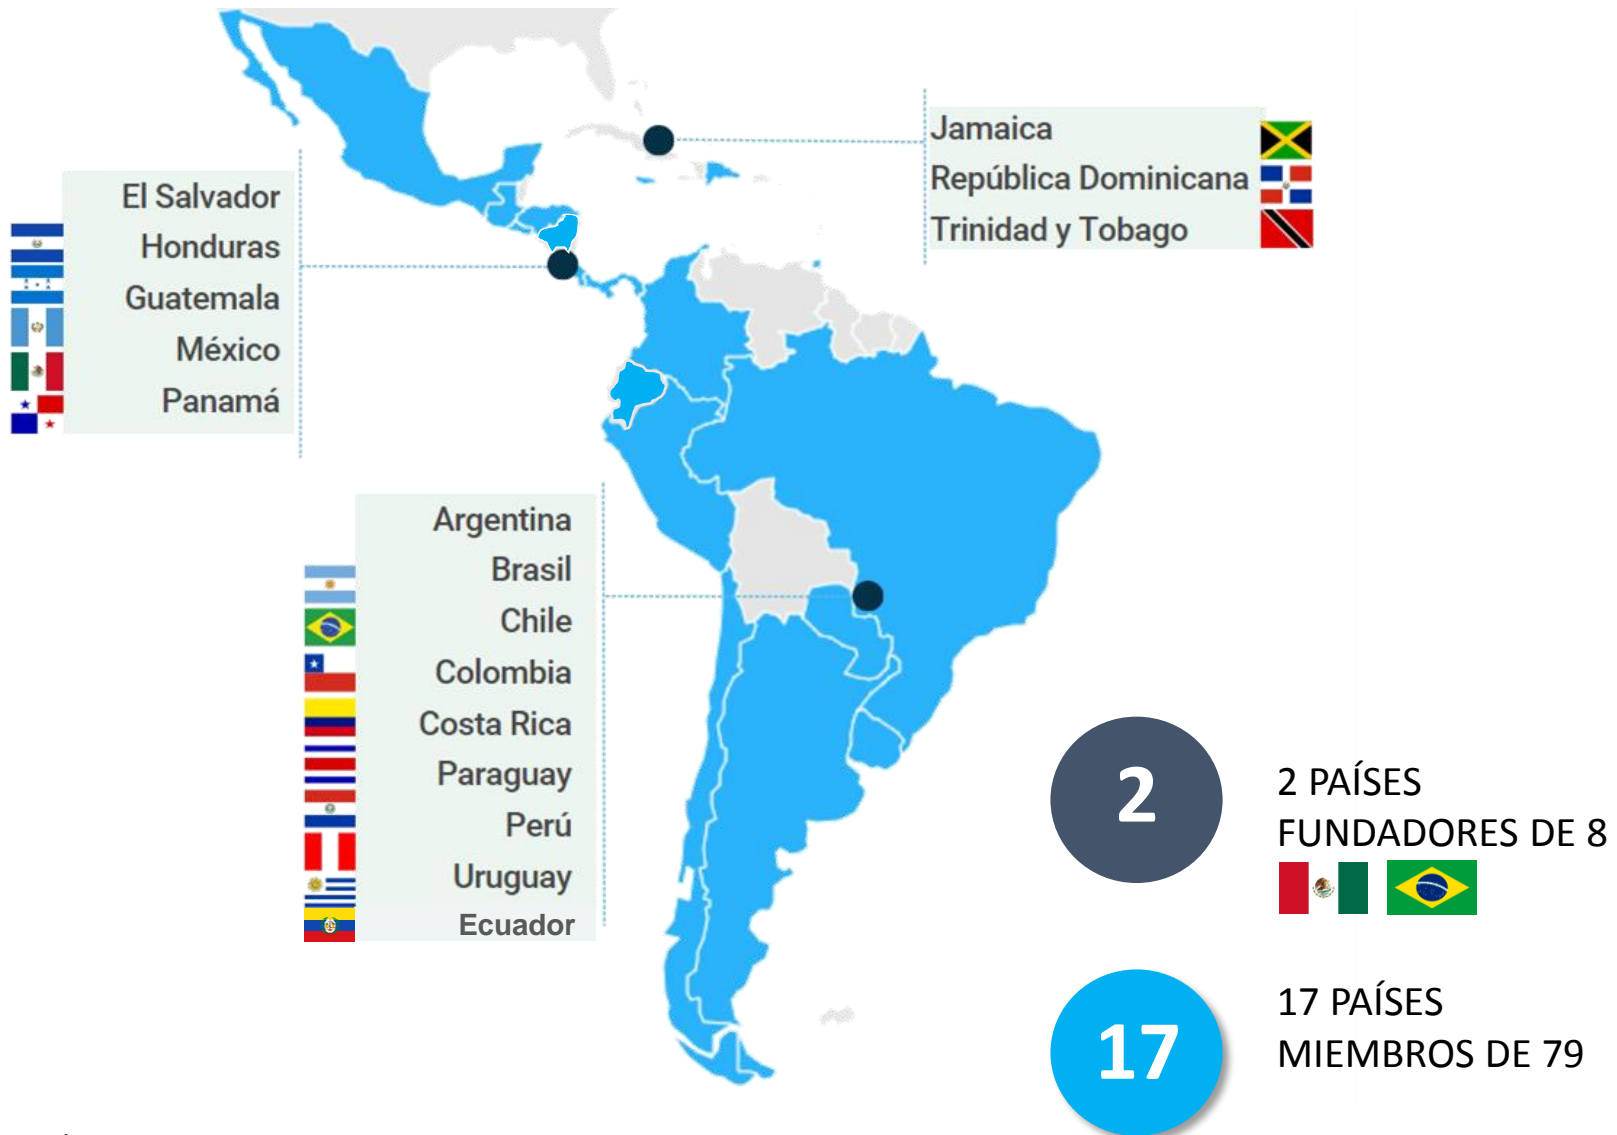 Jamaica
República Dominicana
Trinidad y Tobago
El Salvador
Honduras
Guatemala
México
Panamá
Argentina
Brasil
Chile
Colombia
Costa Rica
Paraguay
Perú
Uruguay
Ecuador
2
2 PAÍSES
FUNDADORES DE 8
17
17 PAÍSES
MIEMBROS DE 79